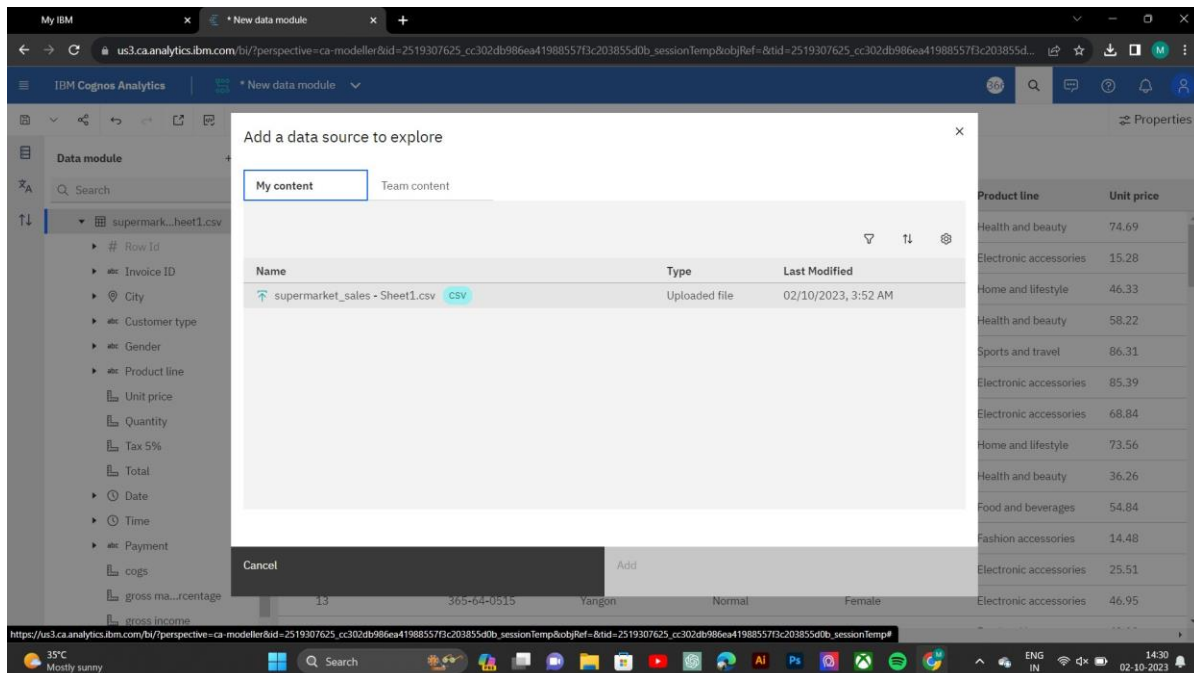 My IBM
* New data module
us3.ca.analytics.ibm.com/bi/?perspective=ca-modeller&id=2519307625_cc302db986ea41988557f3c203855d0b_sessionTemp&objRef=&tid=2519307625_cc302db986ea41988557f3c203855d...
M
IBM Cognos Analytics
* New data module
Properties
Data module
Search
supermark...heet1.csv
# Row Id
abc Invoice ID
City
abc Customer type
abc Gender
abc Product line
Unit price
Quantity
Tax 5%
Total
Date
Time
abc Payment
cogs
gross ma...rcentage
gross income
Add a data source to explore
My content
Team content
Name Type Last Modified
supermarket_sales - Sheet1.csv CSV Uploaded file 02/10/2023, 3:52 AM
Cancel
Add
Product line Unit price
Health and beauty 74.69
Electronic accessories 15.28
Home and lifestyle 46.33
Health and beauty 58.22
Sports and travel 86.31
Electronic accessories 85.39
Electronic accessories 68.84
Home and lifestyle 73.56
Health and beauty 36.26
Food and beverages 54.84
Fashion accessories 14.48
Electronic accessories 25.51
13 365-64-0515 Yangon Normal Female Electronic accessories 46.95
https://us3.ca.analytics.ibm.com/bi/?perspective=ca-modeller&id=2519307625_cc302db986ea41988557f3c203855d0b_sessionTemp&objRef=&tid=2519307625_cc302db986ea41988557f3c203855d0b_sessionTemp#
35°C
Mostly sunny
Search
Ai
Ps
ENG
IN
14:30
02-10-2023